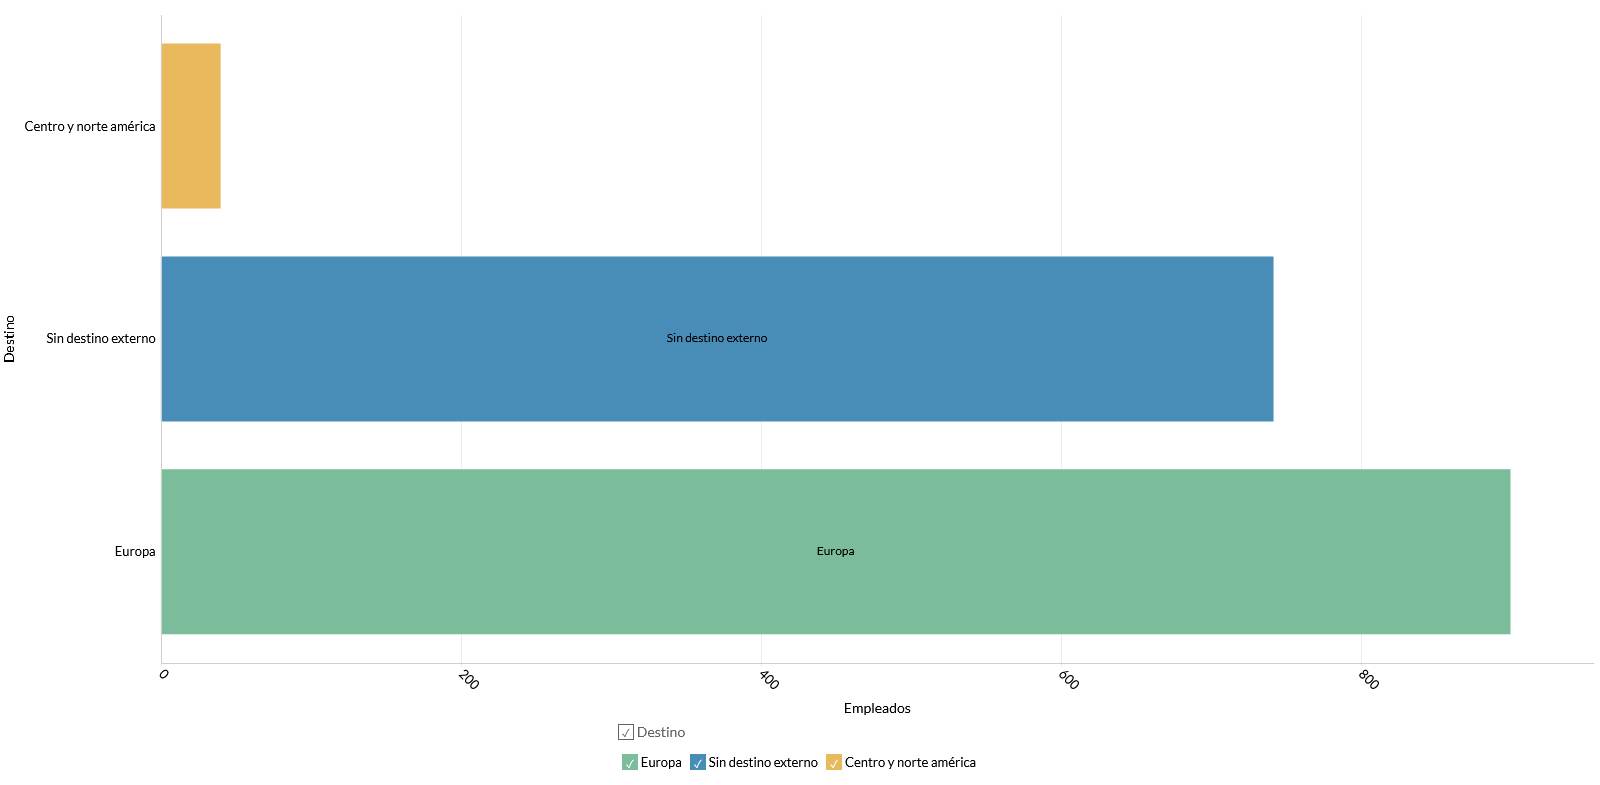 Centro y norte américa
Destino
Sin destino externo
Sin destino externo
Europa
Europa
0
200
400
600
800
Empleados
✓ Destino
✓ Europa ✓ Sin destino externo ✓ Centro y norte américa